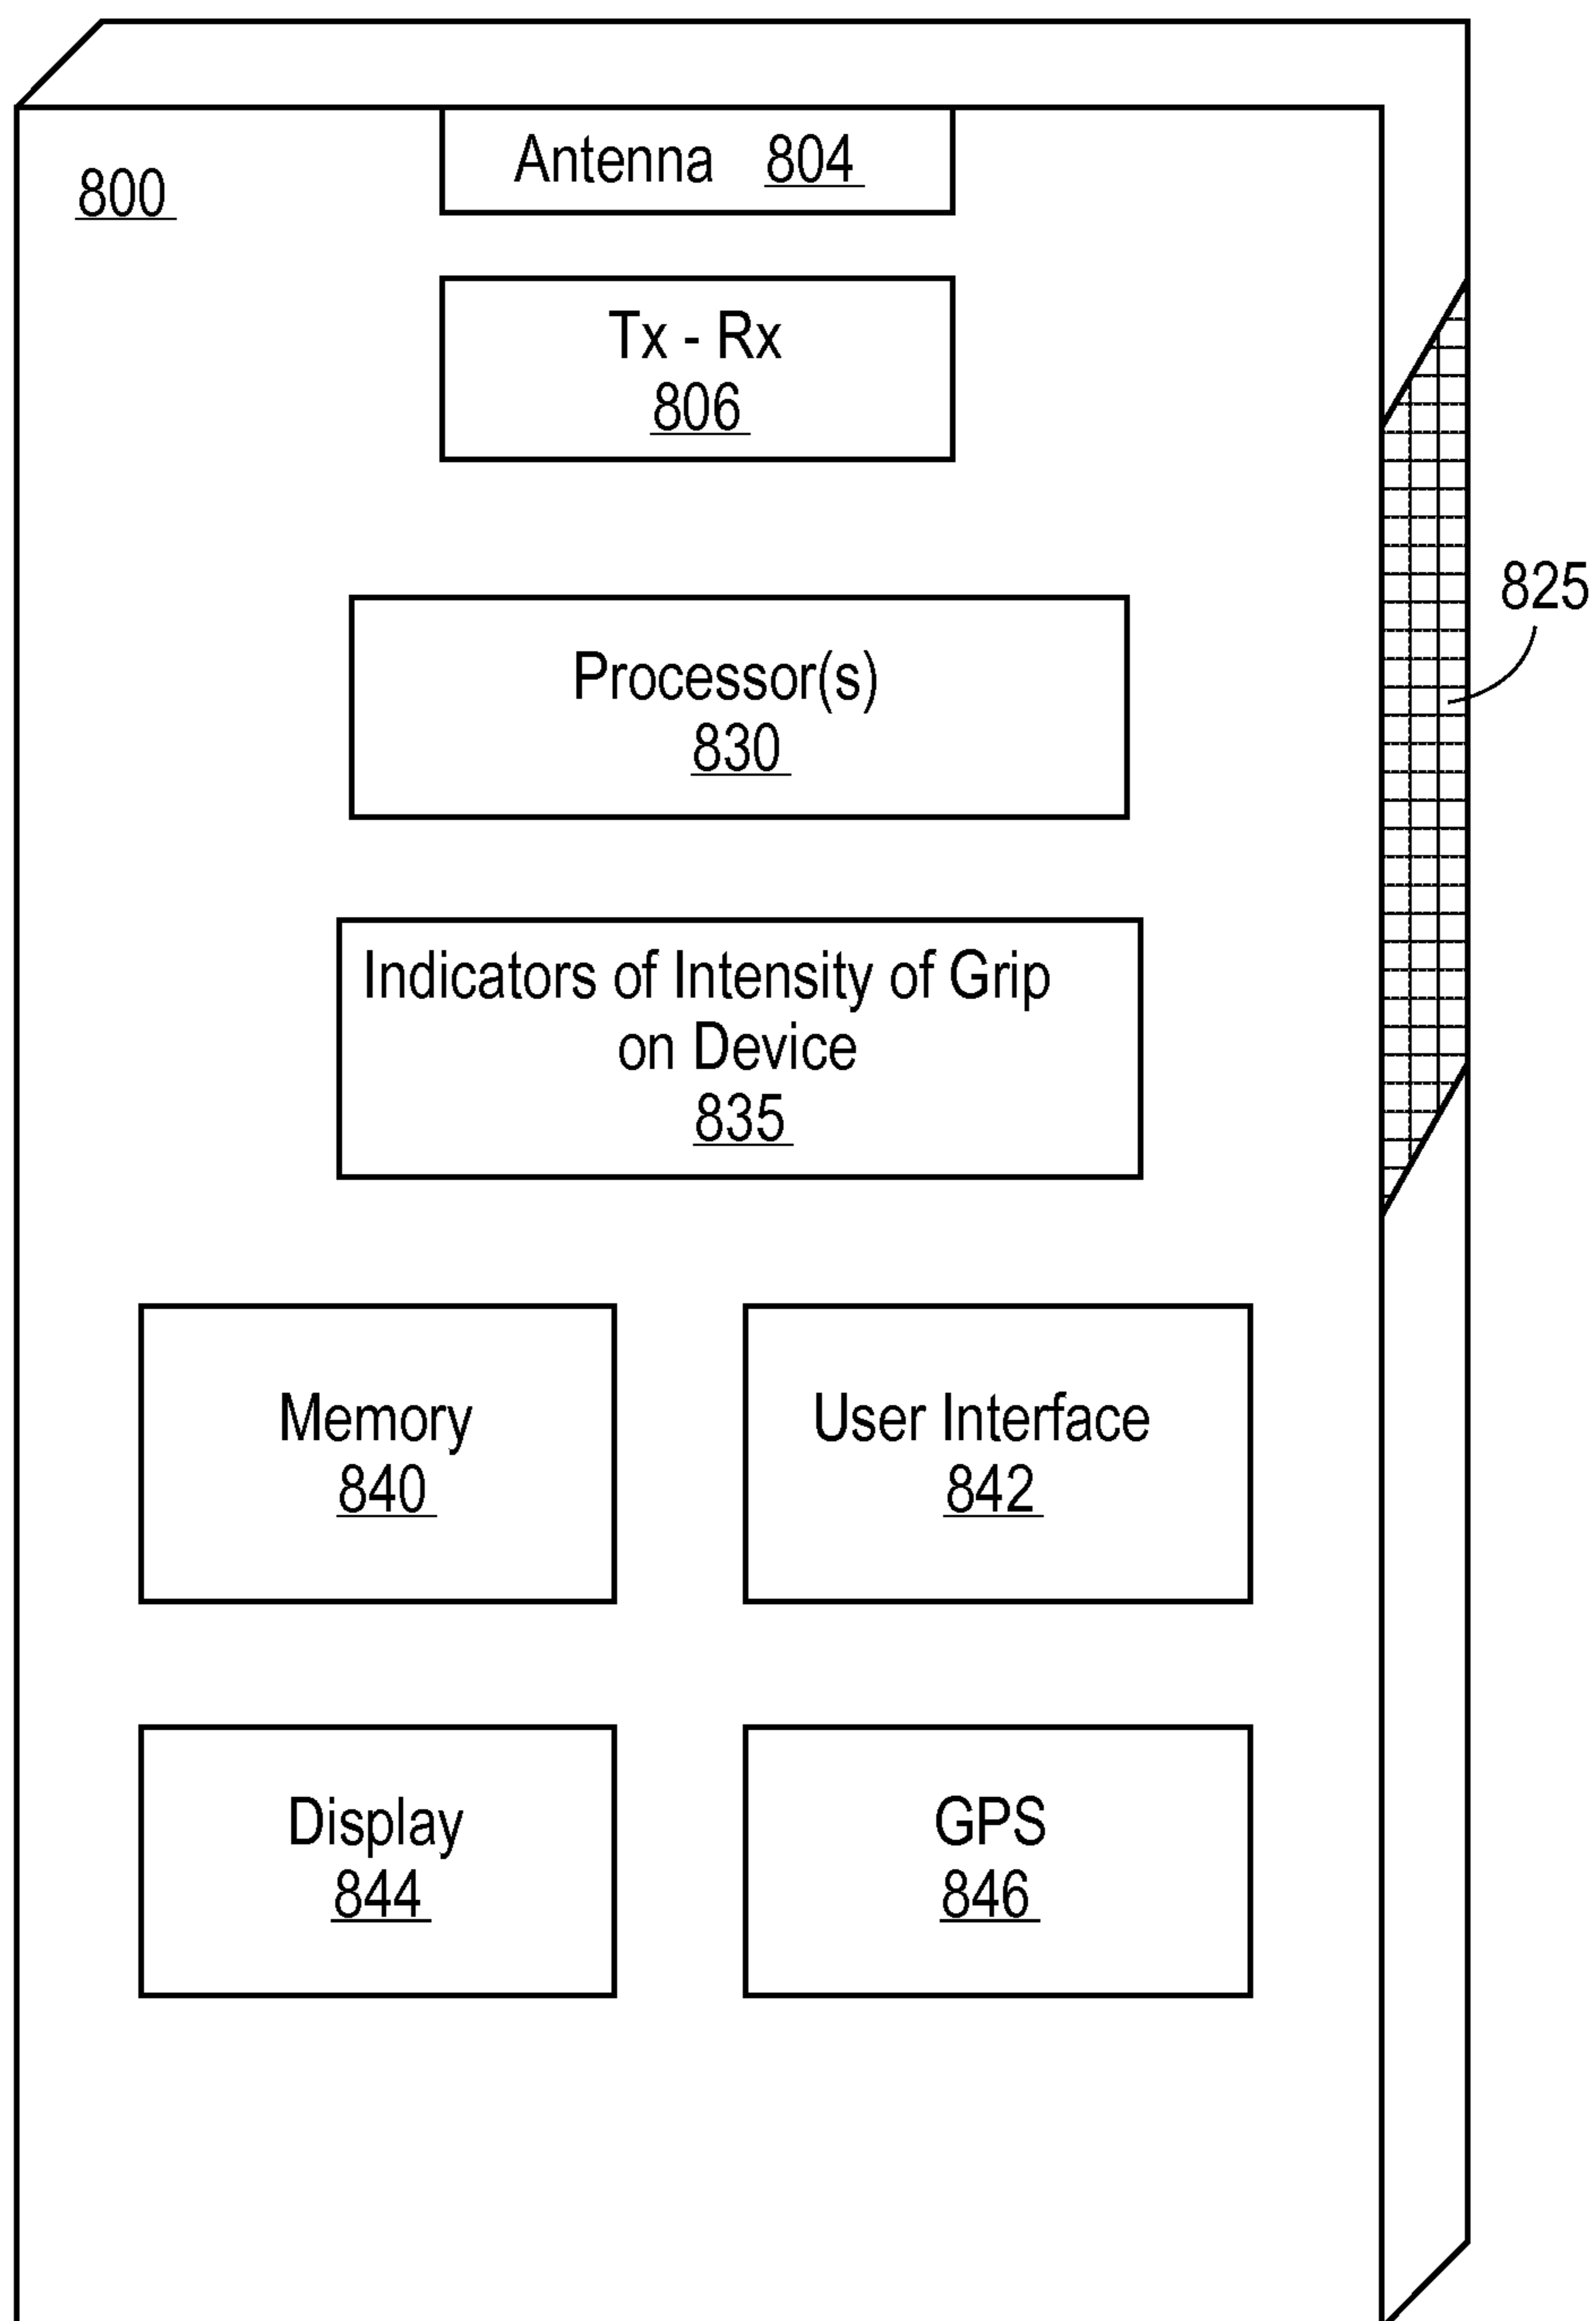 800
Antenna 804
Tx - Rx
806
825
Processor(s)
830
Indicators of Intensity of Grip
on Device
835
Memory
840
User Interface
842
Display
844
GPS
846